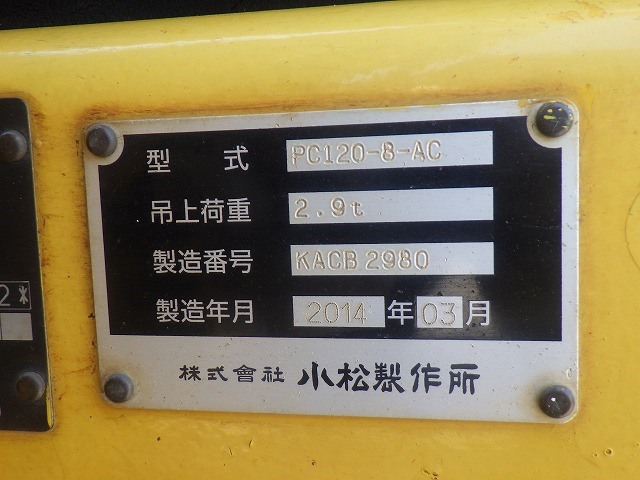 型 式 PC120-8-AC
吊上荷重 2.9t
製造番号 KACB 2980
製造年月 2014 年 03 月
株式會社 小松製作所
2